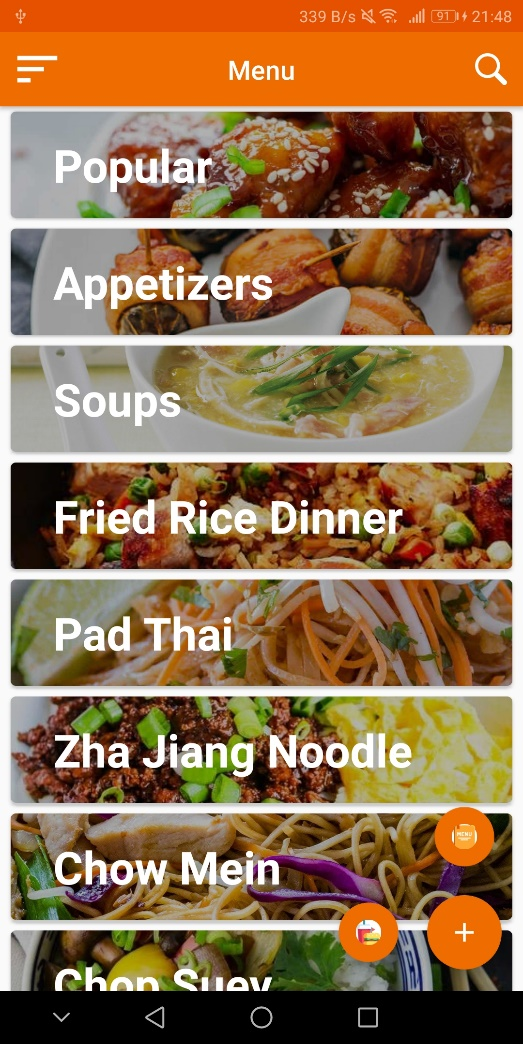 339 B/s 91 21:48
Menu
Popular
Appetizers
Soups
Fried Rice Dinner
Pad Thai
Zha Jiang Noodle
MENU
Chow Mein
Chop Suey